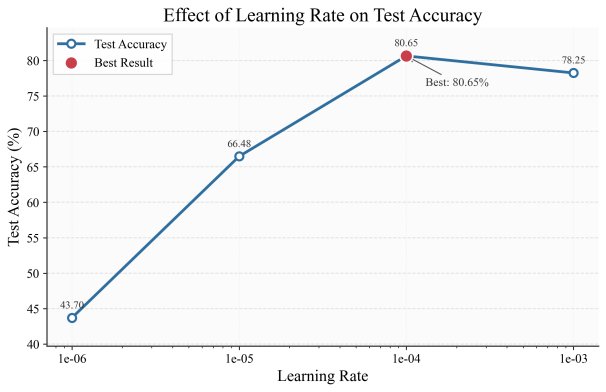 Effect of Learning Rate on Test Accuracy
Test Accuracy
Best Result
80.65
78.25
Best: 80.65%
66.48
43.70
Test Accuracy (%)
80
75
70
65
60
55
50
45
40
1e-06
1e-05
1e-04
1e-03
Learning Rate